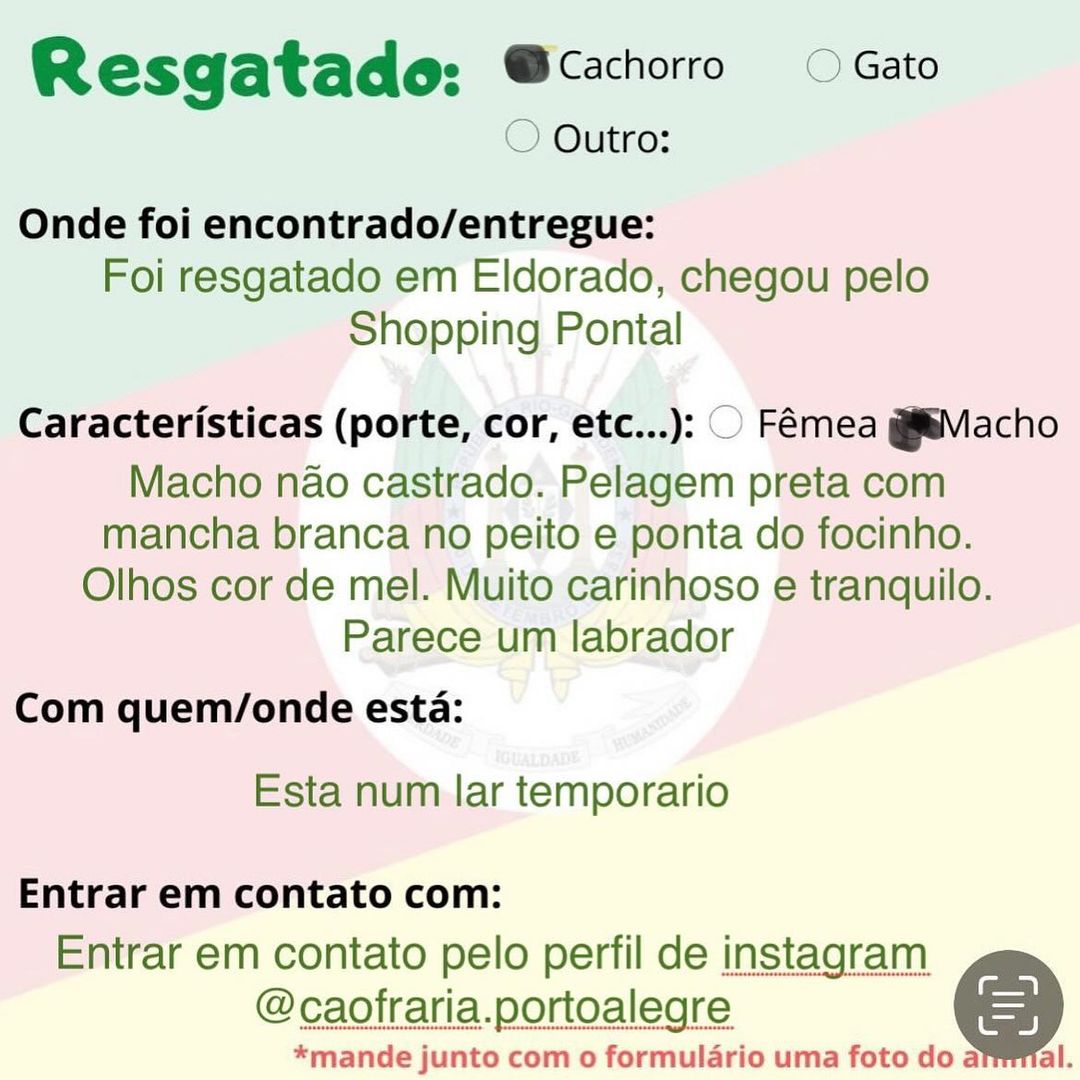 Resgatado: Cachorro Gato
Outro:
Onde foi encontrado/entregue:
Foi resgatado em Eldorado, chegou pelo
Shopping Pontal
Características (porte, cor, etc...): Fêmea Macho
Macho não castrado. Pelagem preta com
mancha branca no peito e ponta do focinho.
Olhos cor de mel. Muito carinhoso e tranquilo.
Parece um labrador
Com quem/onde está:
IGUALDADE HUMANIDADE
Esta num lar temporario
Entrar em contato com:
Entrar em contato pelo perfil de instagram
@caofraria.portoalegre
*mande junto com o formulário uma foto do animal.